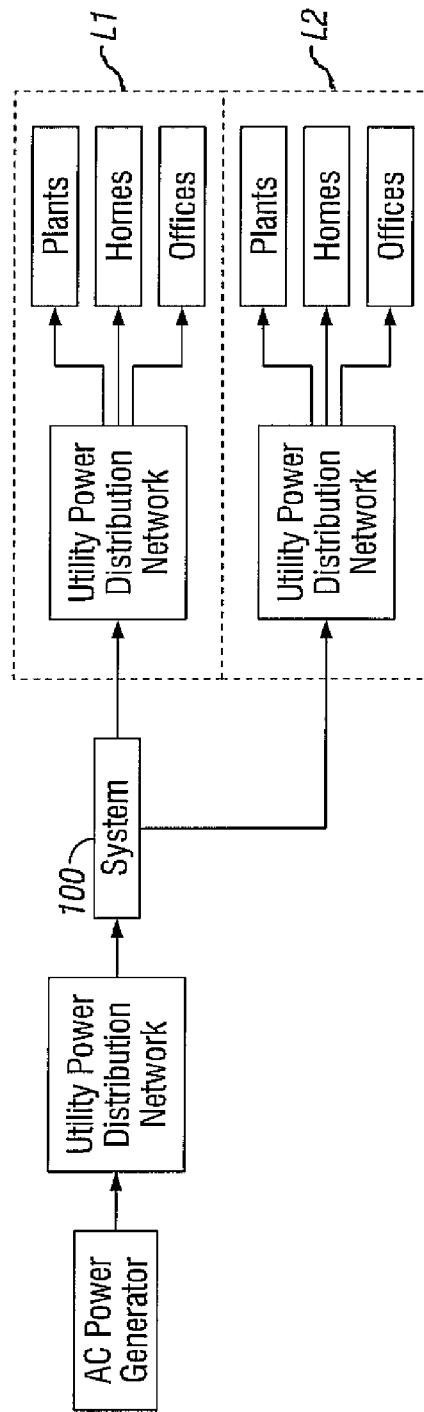 AC Power
Generator
Utility Power
Distribution
Network
100
System
Utility Power
Distribution
Network
Plants
Homes
Offices
L1
Utility Power
Distribution
Network
Plants
Homes
Offices
L2